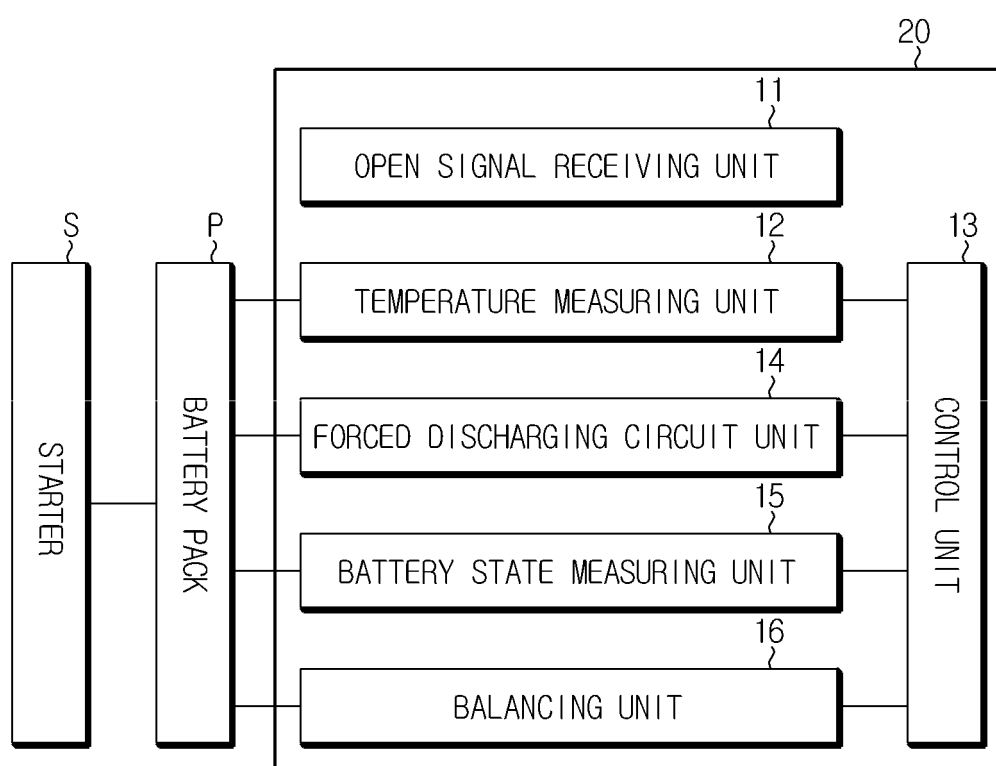 20
11
OPEN SIGNAL RECEIVING UNIT
S
P
12
13
TEMPERATURE MEASURING UNIT
14
FORCED DISCHARGING CIRCUIT UNIT
STARTER
BATTERY PACK
CONTROL UNIT
15
BATTERY STATE MEASURING UNIT
16
BALANCING UNIT